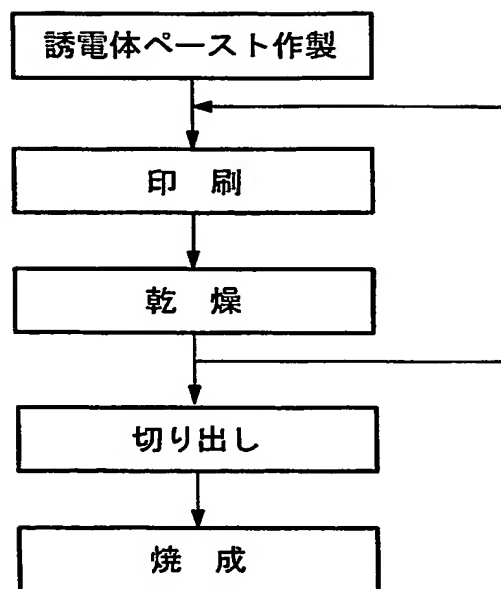 誘電体ペースト作製
印 刷
乾 燥
切り出し
焼 成